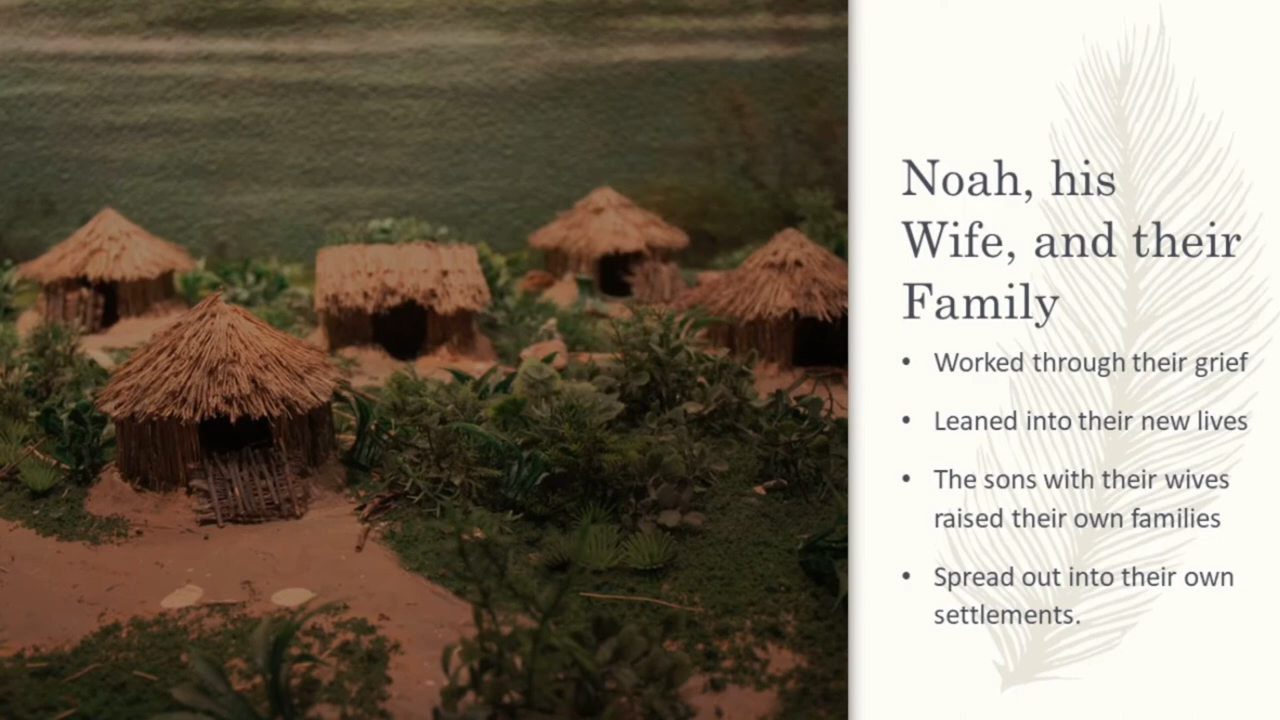 Noah, his
Wife, and their
Family
• Worked through their grief
• Leaned into their new lives
• The sons with their wives
raised their own families
• Spread out into their own
settlements.